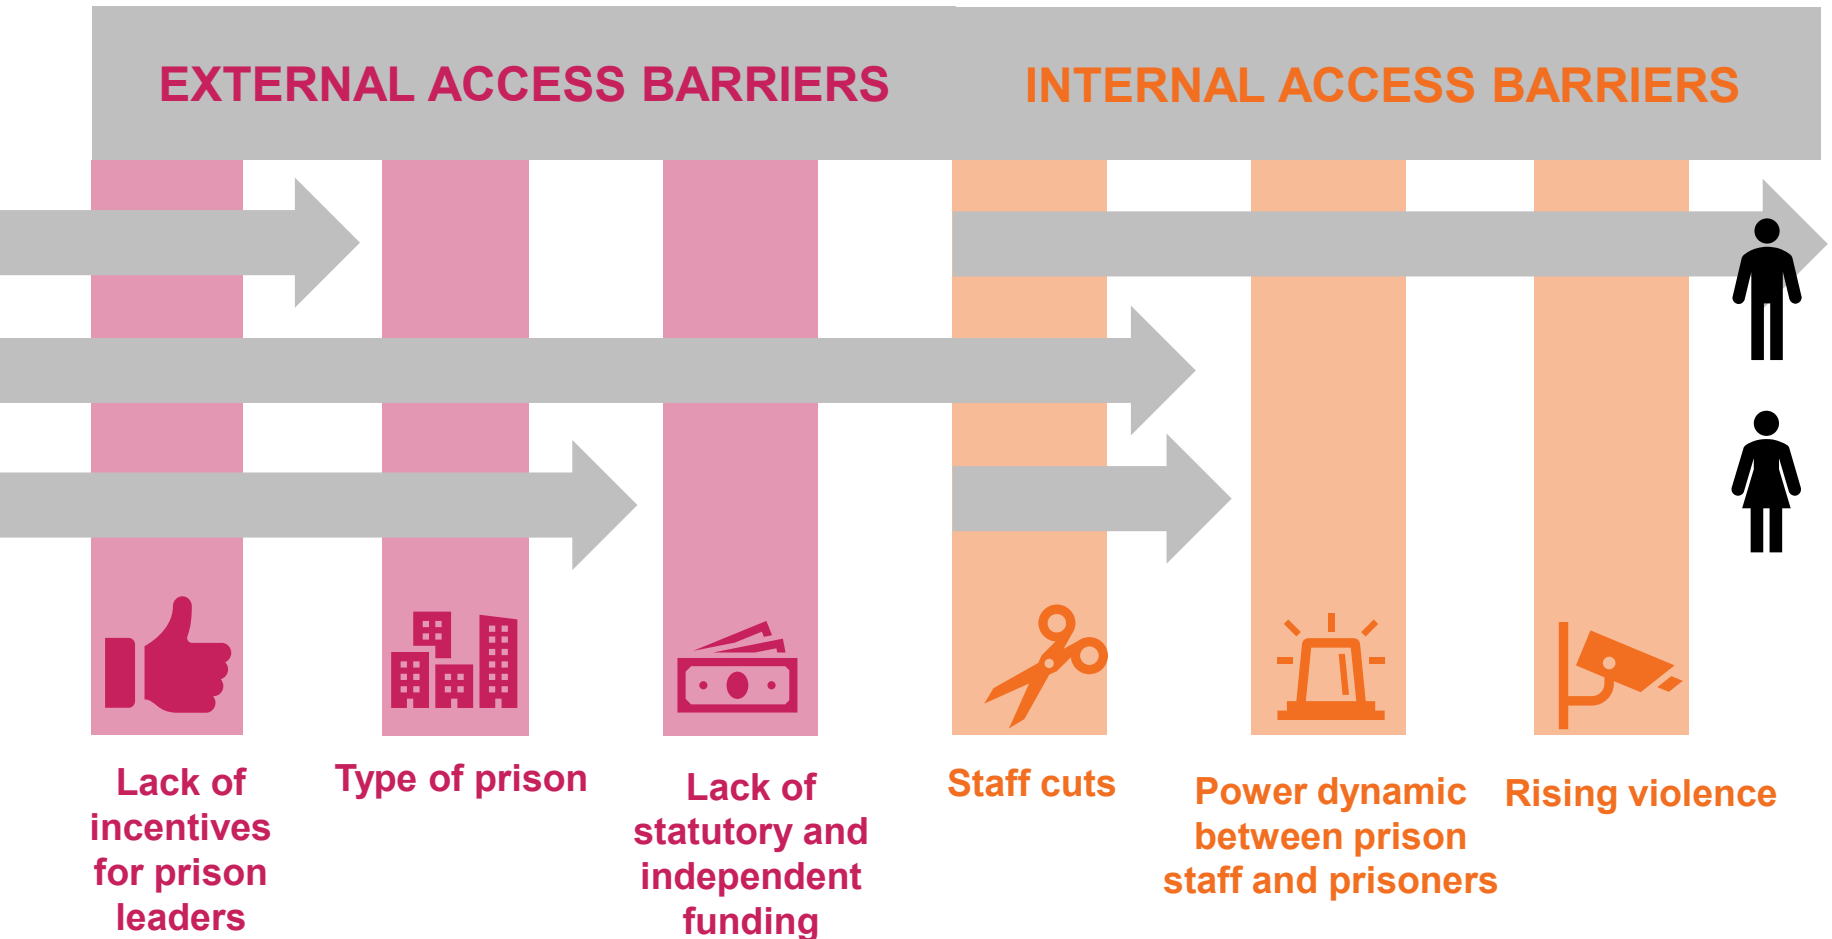 EXTERNAL ACCESS BARRIERS
INTERNAL ACCESS BARRIERS
Lack of
incentives
for prison
leaders
Type of prison
Lack of
statutory and
independent
funding
Staff cuts
Power dynamic
between prison
staff and prisoners
Rising violence